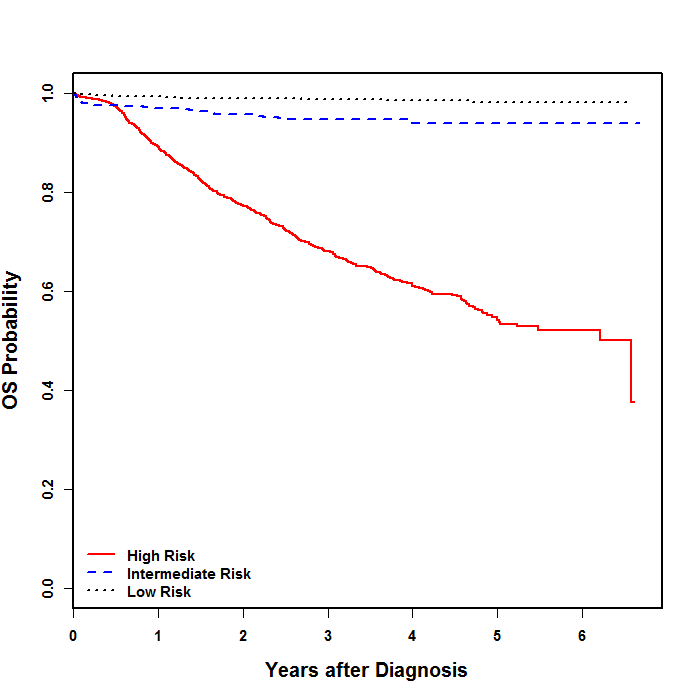 OS Probability
1.0
0.8
0.6
0.4
0.2
0.0
High Risk
Intermediate Risk
Low Risk
0 1 2 3 4 5 6
Years after Diagnosis